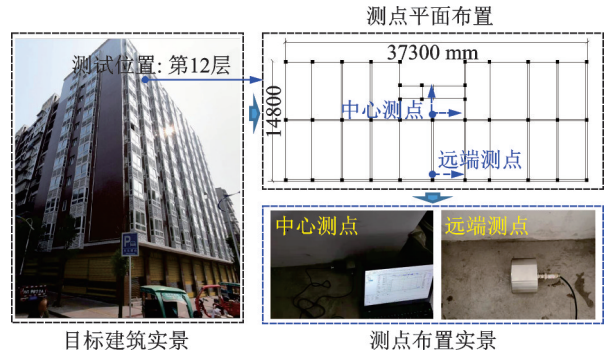 测点平面布置
测试位置: 第12层
37300 mm
14800
中心测点
远端测点
P
中心测点
远端测点
目标建筑实景
测点布置实景